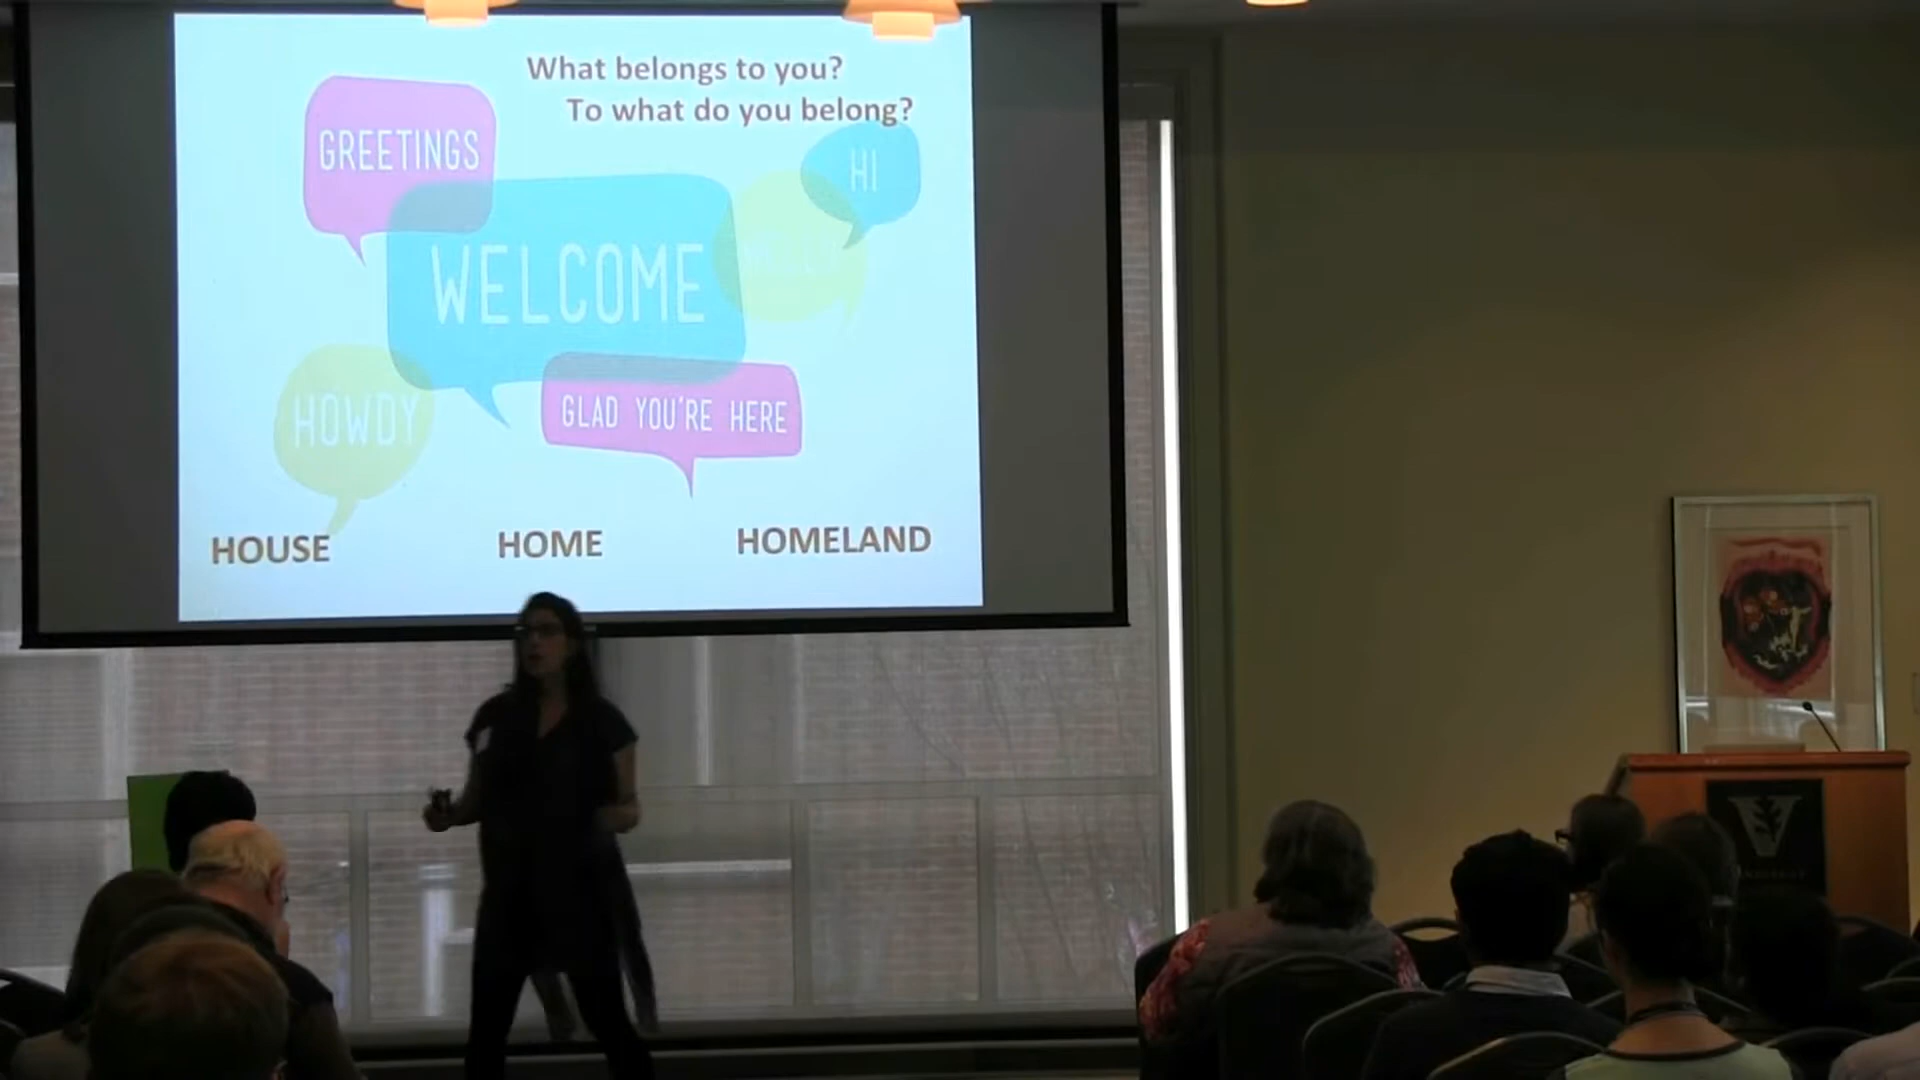 What belongs to you?
To what do you belong?
GREETINGS
HI
WELCOME
HOWDY
GLAD YOU'RE HERE
HOUSE
HOME
HOMELAND
V